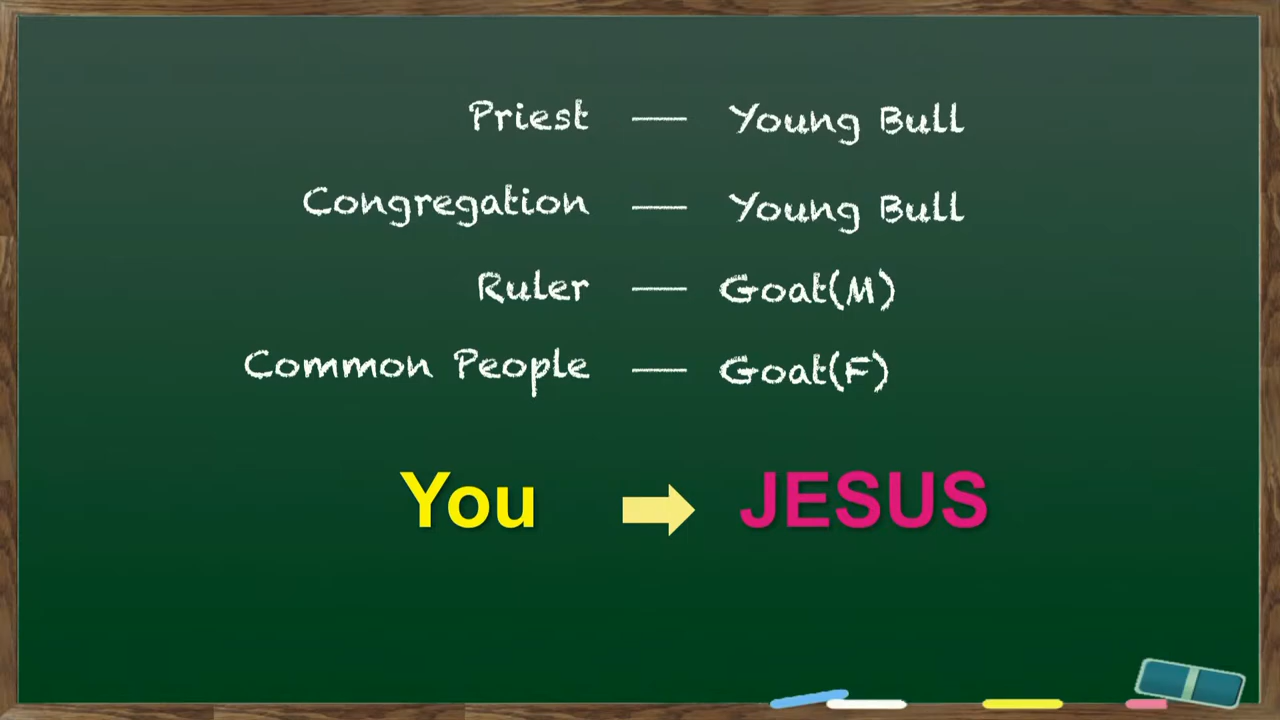 Priest — Young Bull
Congregation — Young Bull
Ruler — Goat(M)
Common People — Goat(F)
You ➡ JESUS